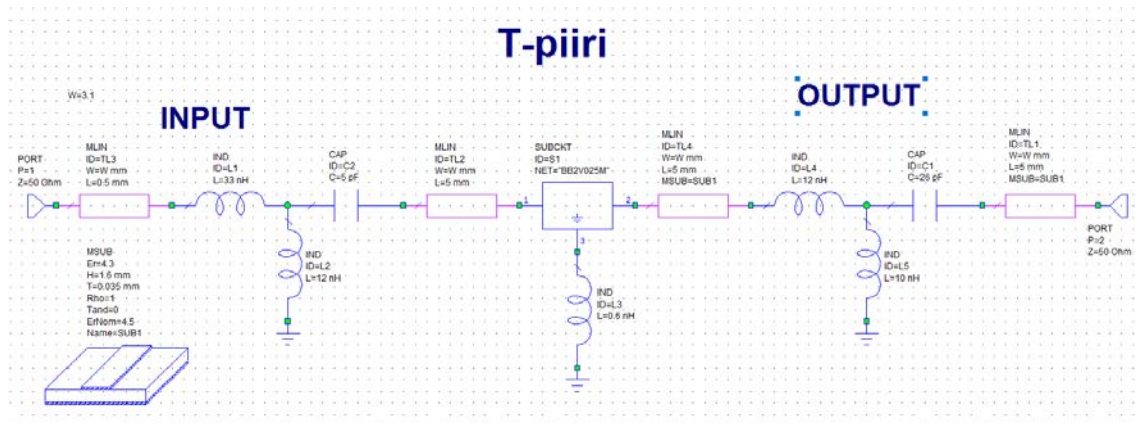 T-piiri
W=3.1
INPUT
OUTPUT
PORT
P=1
Z=50 Ohm
MLIN
ID=TL3
W=W mm
L=0.5 mm
IND
ID=L1
L=33 nH
CAP
ID=C2
C=5 pF
MLIN
ID=TL2
W=W mm
L=5 mm
SUBCKT
ID=S1
NET="BB2V025M"
1
2
3
MLIN
ID=TL4
W=W mm
L=5 mm
MSUB=SUB1
IND
ID=L4
L=12 nH
CAP
ID=C1
C=26 pF
MLIN
ID=TL1
W=W mm
L=5 mm
MSUB=SUB1
PORT
P=2
Z=50 Ohm
MSUB
Er=4.3
H=1.6 mm
T=0.035 mm
Rho=1
Tand=0
ErNom=4.5
Name=SUB1
IND
ID=L2
L=12 nH
IND
ID=L3
L=0.6 nH
IND
ID=L5
L=10 nH